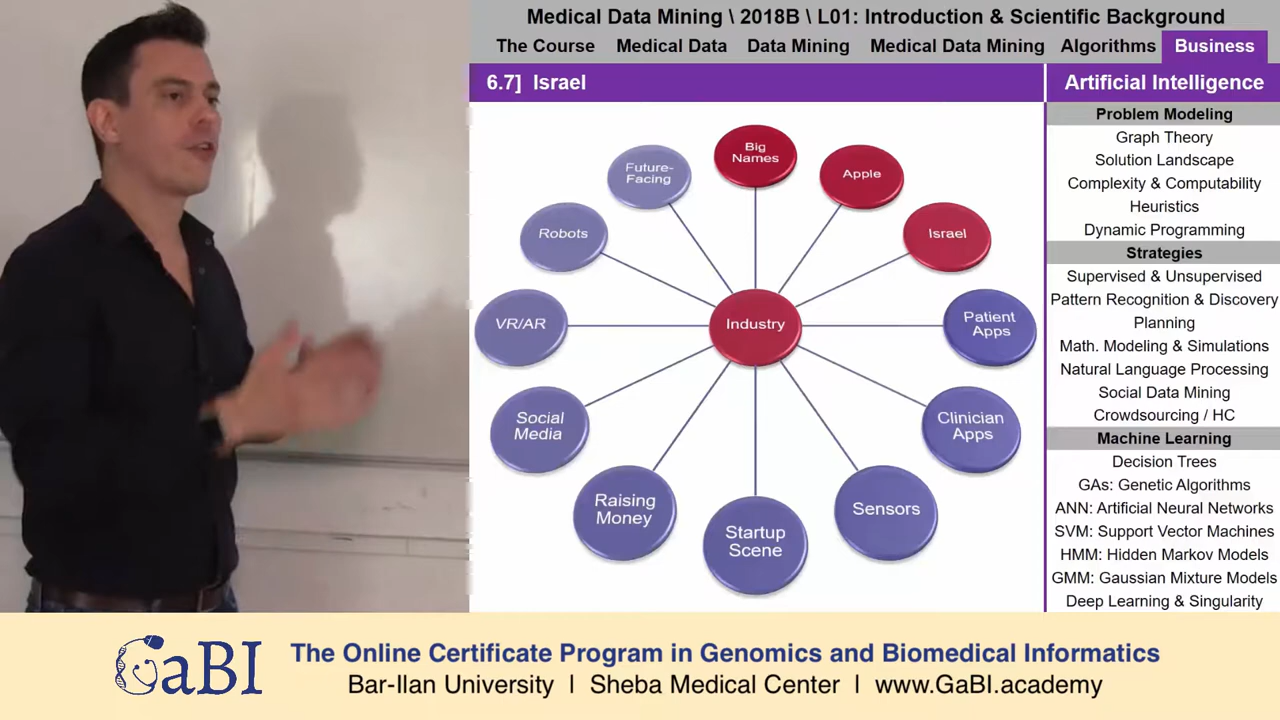 Medical Data Mining \ 2018B \ L01: Introduction & Scientific Background
The Course Medical Data Data Mining Medical Data Mining Algorithms Business
6.7] Israel
Artificial Intelligence
Big
Names
Apple
Israel
Patient
Apps
Clinician
Apps
Sensors
Startup
Scene
Raising
Money
Social
Media
VR/AR
Robots
Future-
Facing
Industry
Problem Modeling
Graph Theory
Solution Landscape
Complexity & Computability
Heuristics
Dynamic Programming
Strategies
Supervised & Unsupervised
Pattern Recognition & Discovery
Planning
Math. Modeling & Simulations
Natural Language Processing
Social Data Mining
Crowdsourcing / HC
Machine Learning
Decision Trees
GAs: Genetic Algorithms
ANN: Artificial Neural Networks
SVM: Support Vector Machines
HMM: Hidden Markov Models
GMM: Gaussian Mixture Models
Deep Learning & Singularity
GaBI
The Online Certificate Program in Genomics and Biomedical Informatics
Bar-Ilan University | Sheba Medical Center | www.GaBI.academy